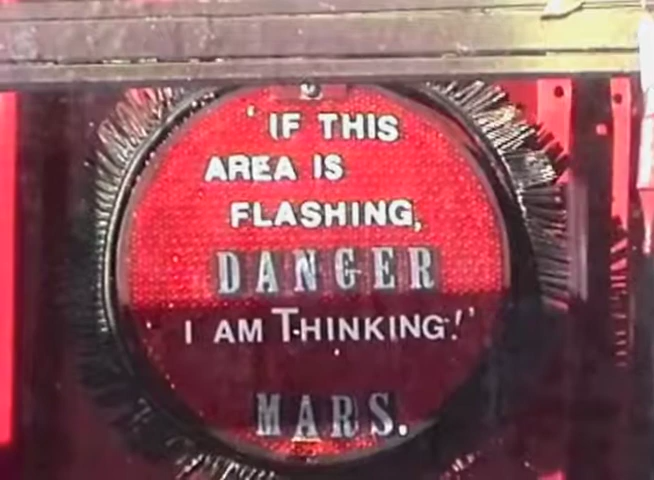 ' IF THIS
AREA IS
FLASHING,
DANGER
I AM THINKING!'
MARS.